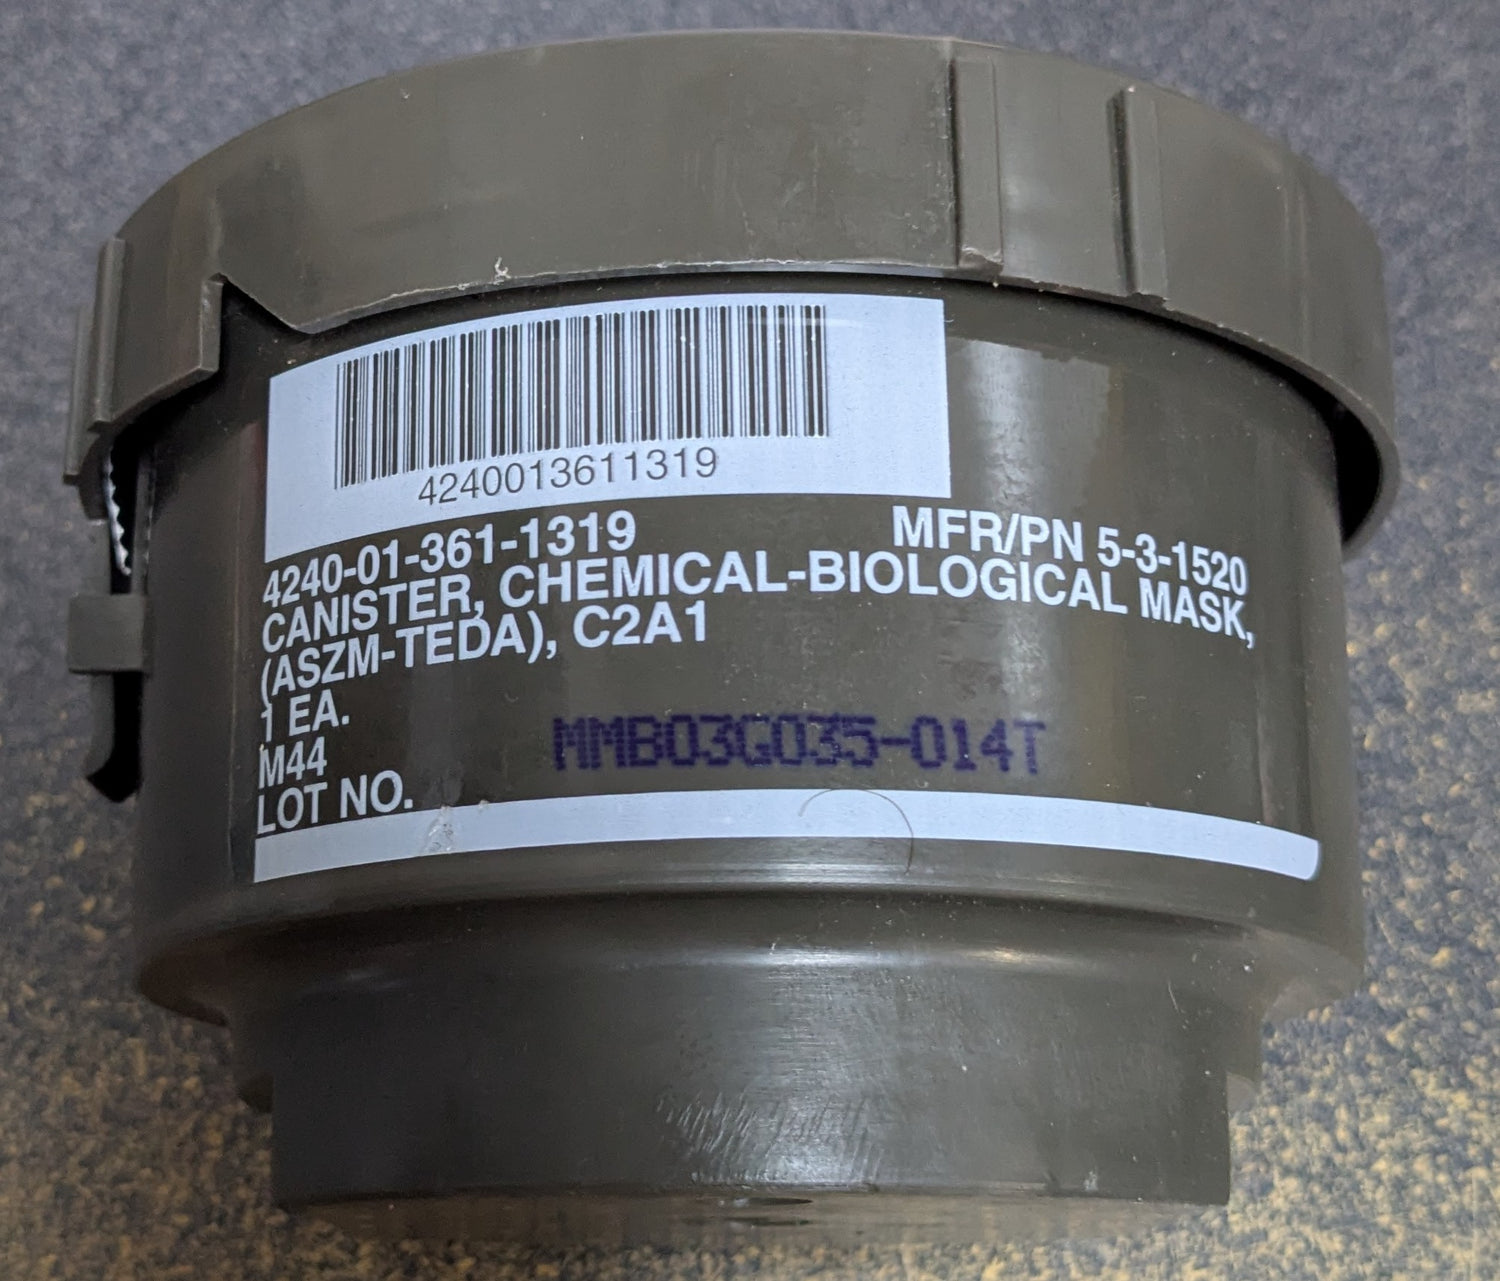 4240013611319
4240-01-361-1319 MFR/PN 5-3-1520
CANISTER, CHEMICAL-BIOLOGICAL MASK,
(ASZM-TEDA), C2A1
1 EA.
M44
LOT NO. MMB03G035-014T